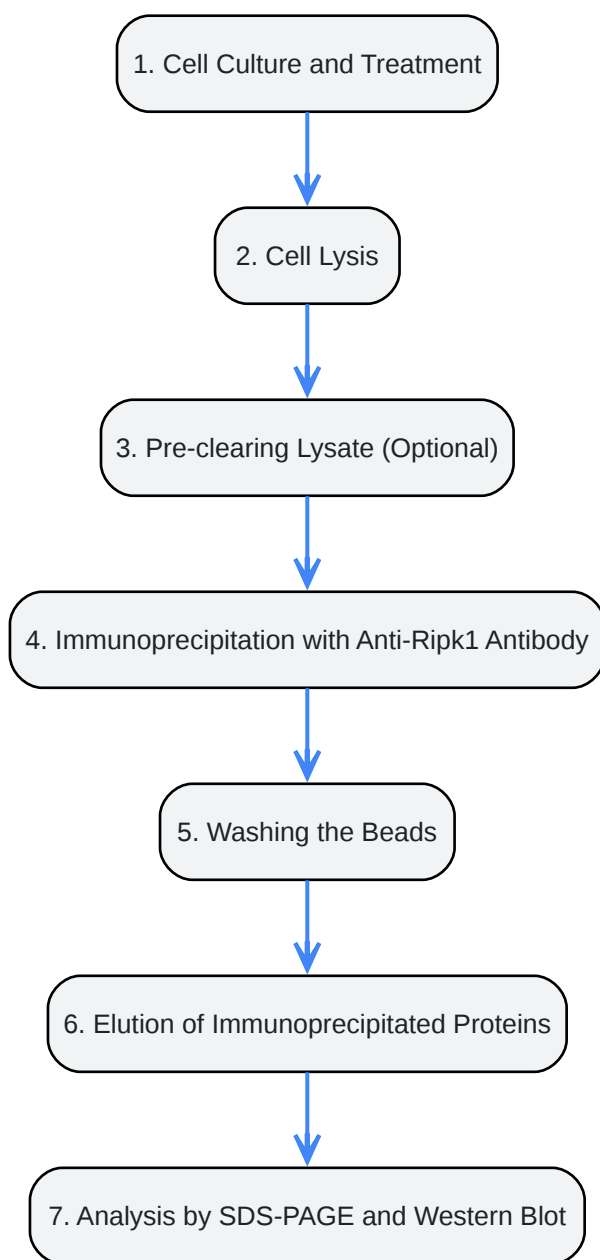 1. Cell Culture and Treatment
2. Cell Lysis
3. Pre-clearing Lysate (Optional)
4. Immunoprecipitation with Anti-Ripk1 Antibody
5. Washing the Beads
6. Elution of Immunoprecipitated Proteins
7. Analysis by SDS-PAGE and Western Blot